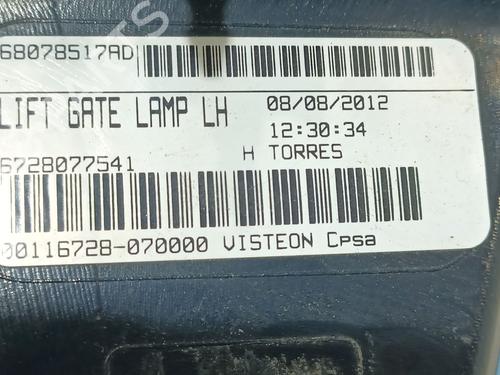 68078517AD
LIFT GATE LAMP LH 08/08/2012
12:30:34
6728077541 H TORRES
00116728-070000 VISTEON Cpsa